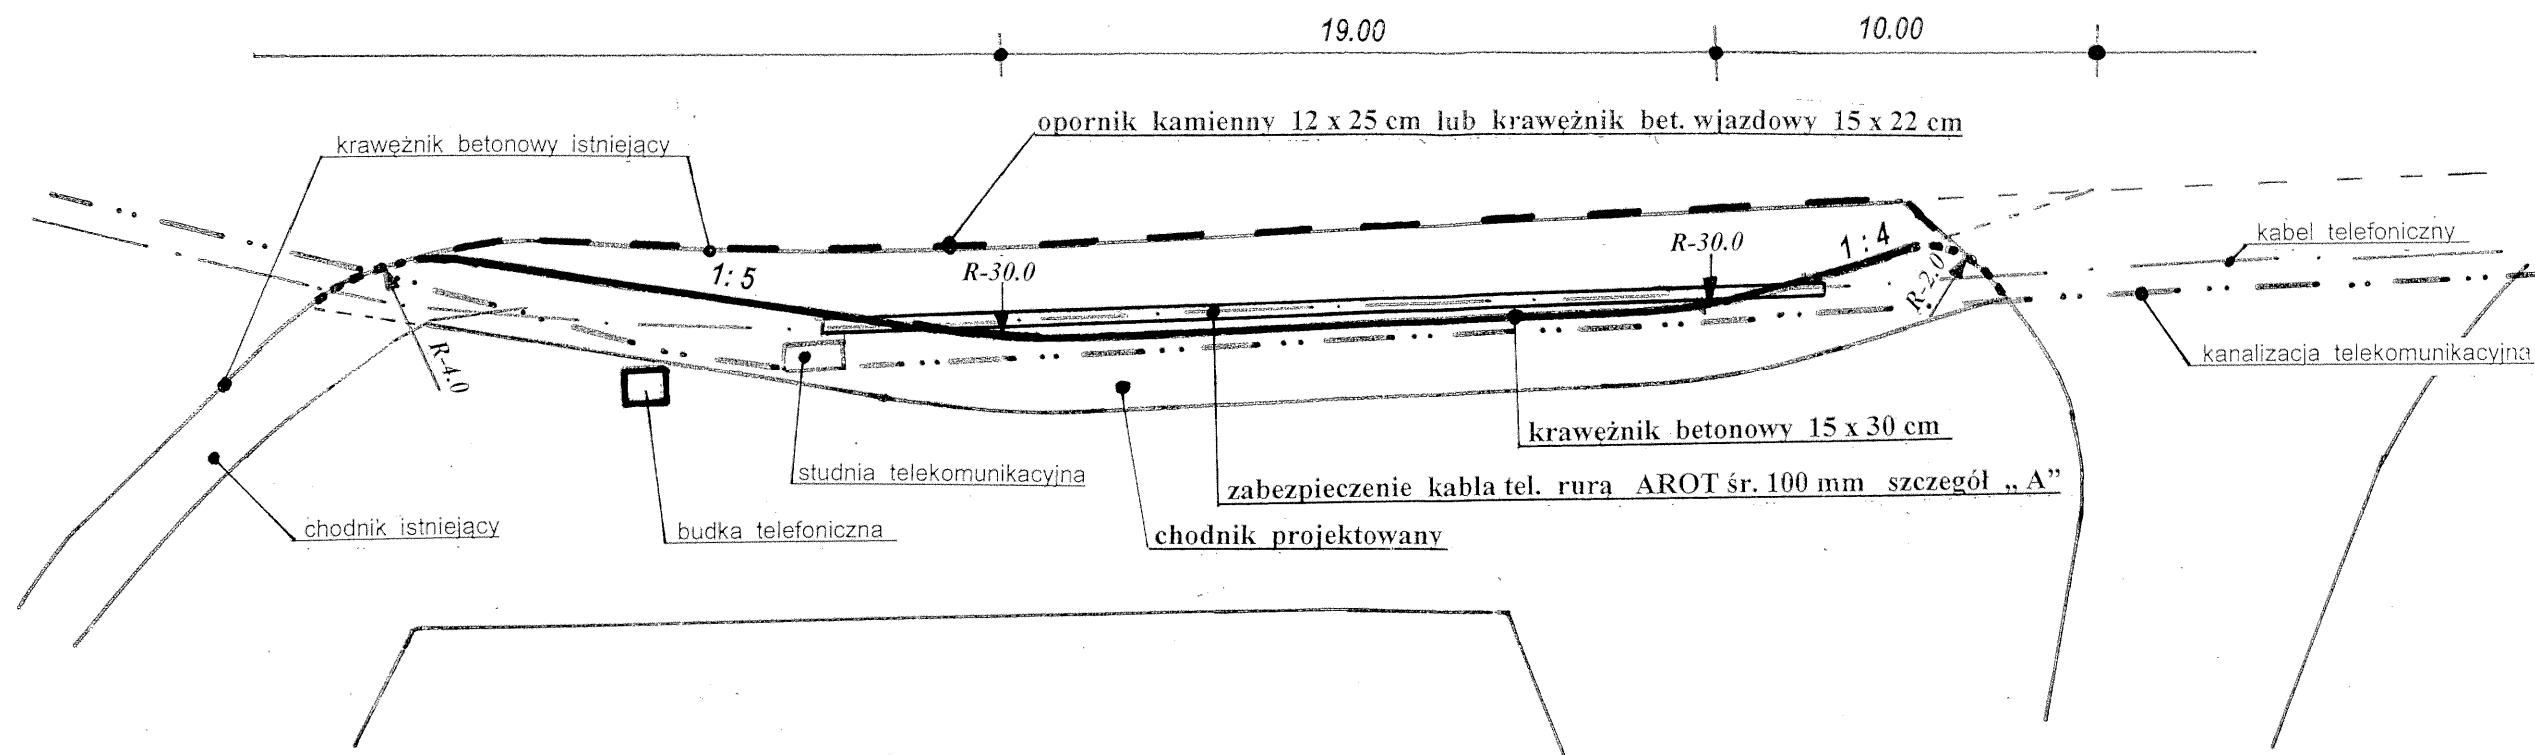 19.00
10.00
opornik kamienny 12 x 25 cm lub krawężnik bet. wjazdowy 15 x 22 cm
krawężnik betonowy istniejący
kabel telefoniczny
1:4
R-30.0
R-30.0
1:5
R-2.0
R-4.0
kanalizacja telekomunikacyjna
krawężnik betonowy 15 x 30 cm
studnia telekomunikacyjna
zabezpieczenie kabla tel. rurą AROT śr. 100 mm szczegół „ A”
chodnik istniejący
budka telefoniczna
chodnik projektowany